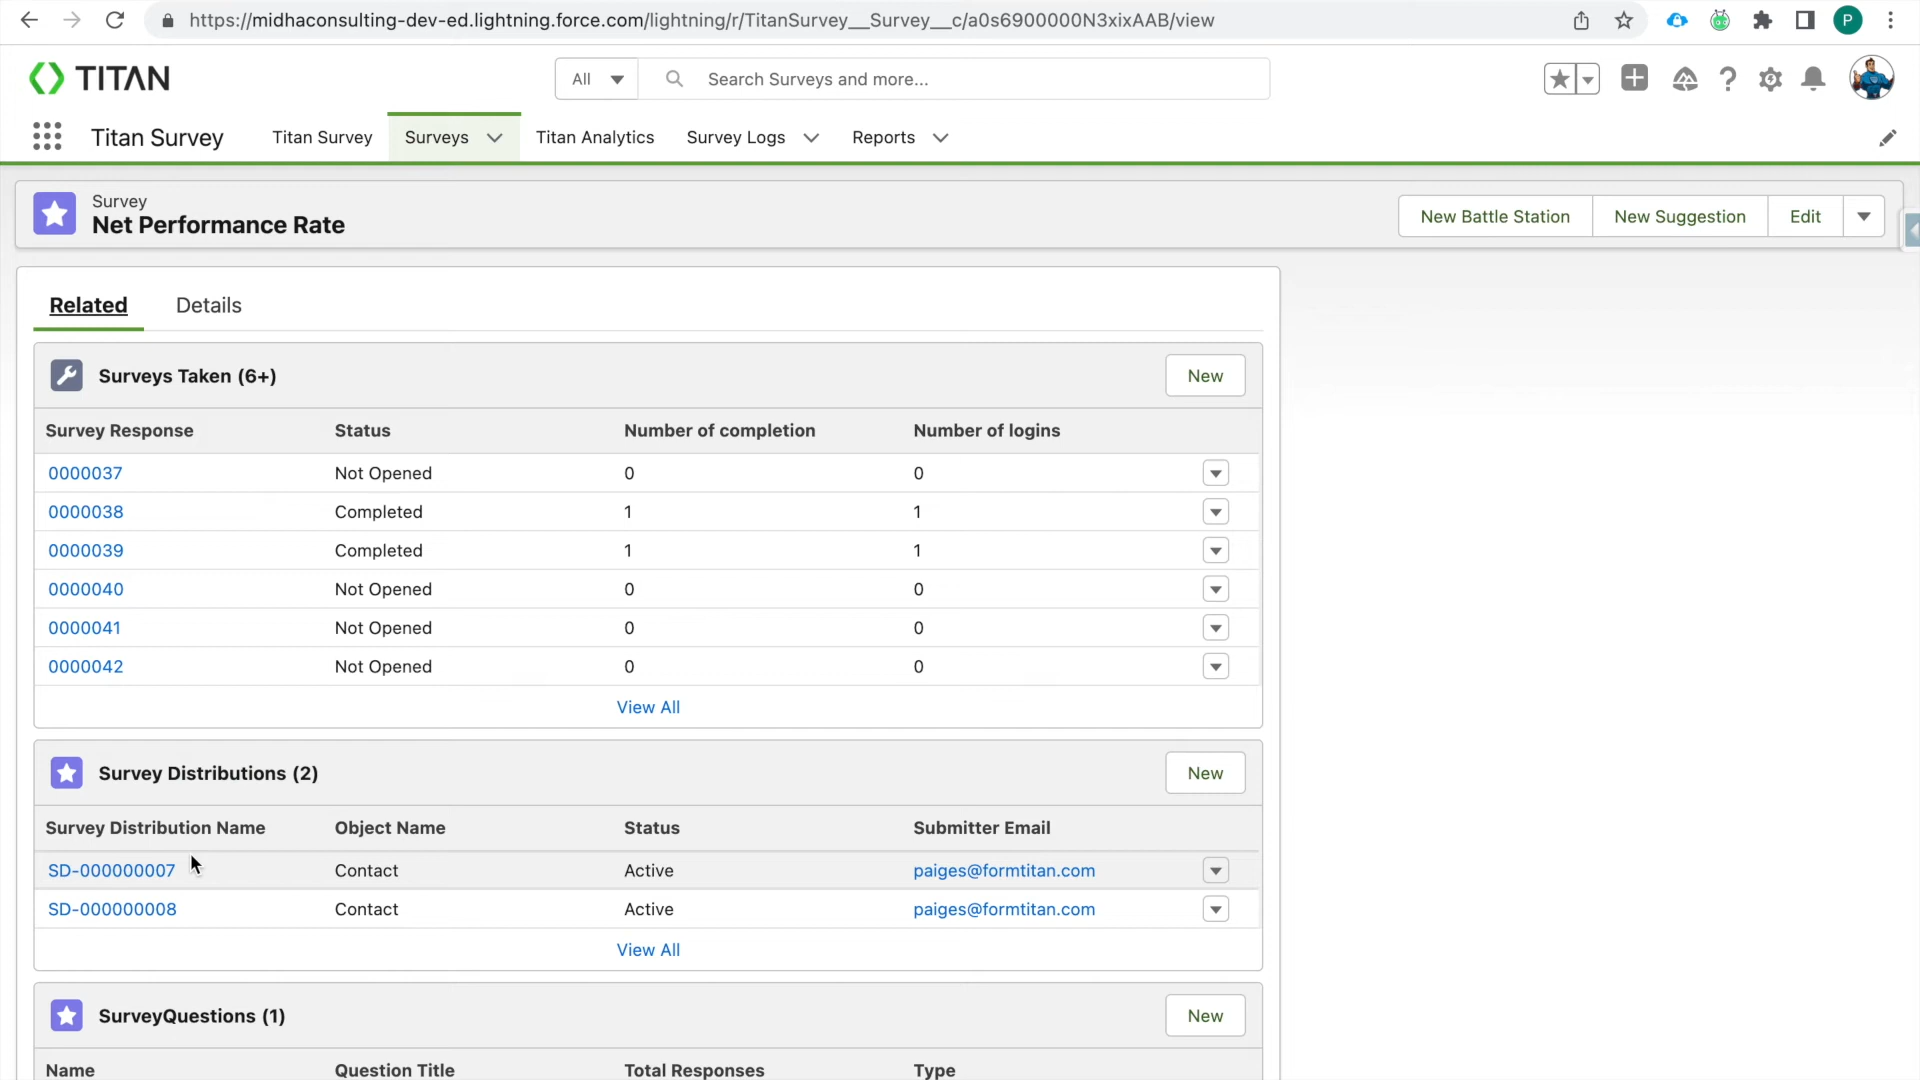 https://midhaconsulting-dev-ed.lightning.force.com/lightning/r/TitanSurvey__Survey__c/a0s6900000N3xixAAB/view
P
TITAN
All
Search Surveys and more...
Titan Survey
Titan Survey
Surveys
Titan Analytics
Survey Logs
Reports
Survey
Net Performance Rate
New Battle Station
New Suggestion
Edit
Related
Details
Surveys Taken (6+)
New
Survey Response Status Number of completion Number of logins
0000037 Not Opened 0 0
0000038 Completed 1 1
0000039 Completed 1 1
0000040 Not Opened 0 0
0000041 Not Opened 0 0
0000042 Not Opened 0 0
View All
Survey Distributions (2)
New
Survey Distribution Name Object Name Status Submitter Email
SD-000000007 Contact Active paiges@formtitan.com
SD-000000008 Contact Active paiges@formtitan.com
View All
SurveyQuestions (1)
New
Name Question Title Total Responses Type